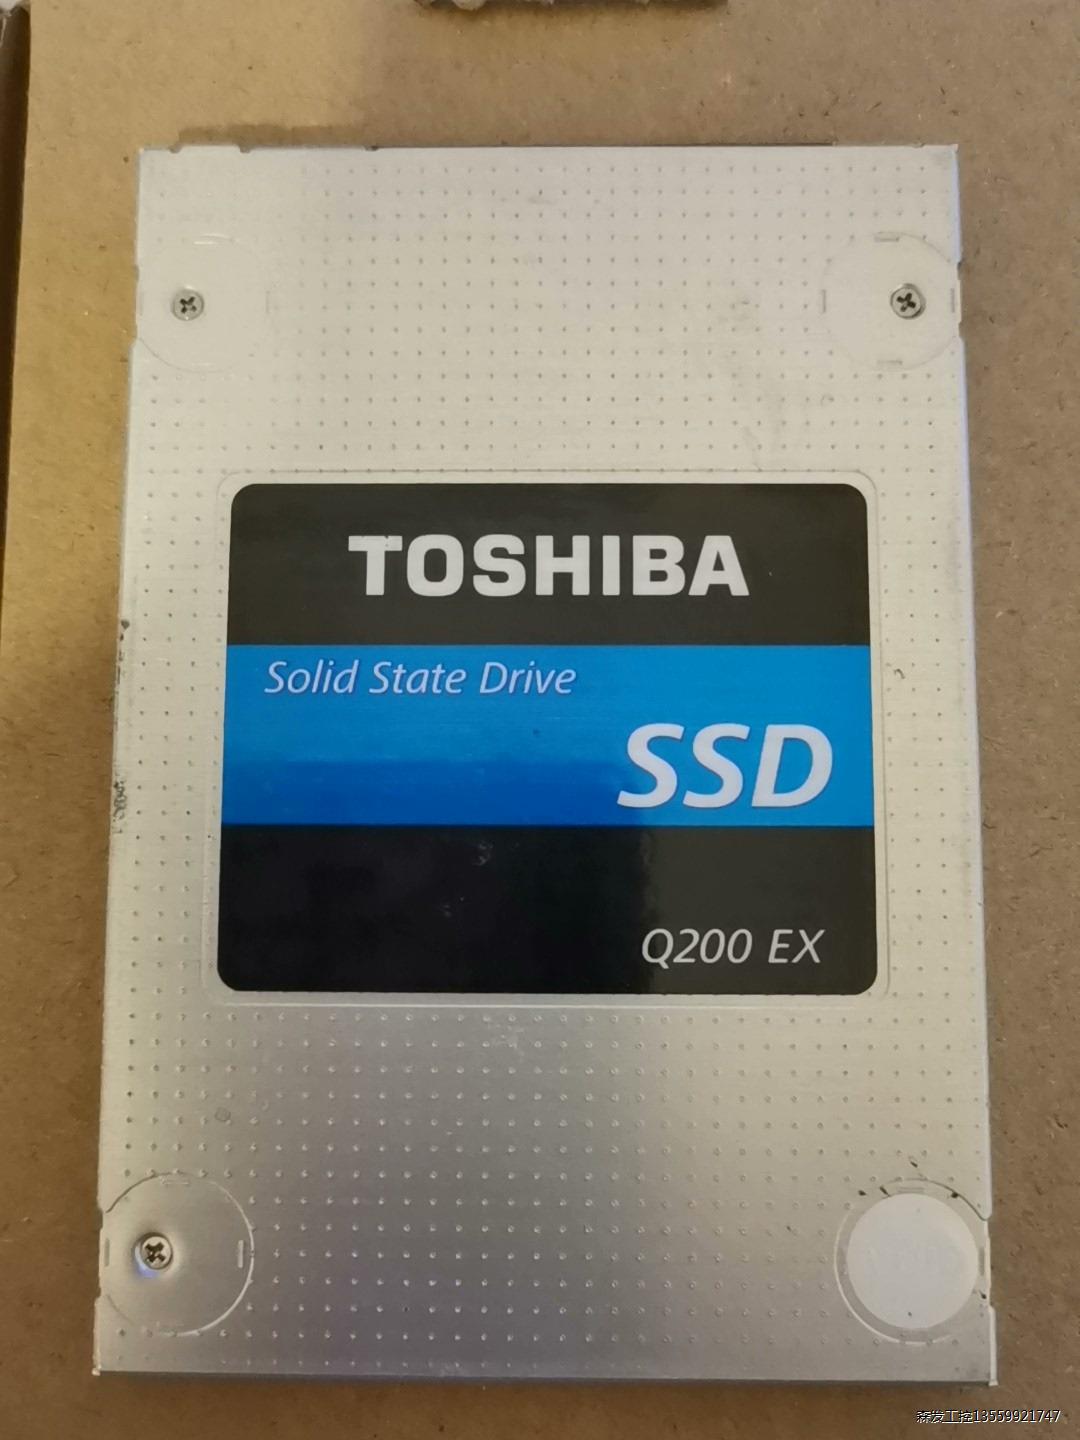 TOSHIBA
Solid State Drive
SSD
Q200 EX
森发工控13559921747